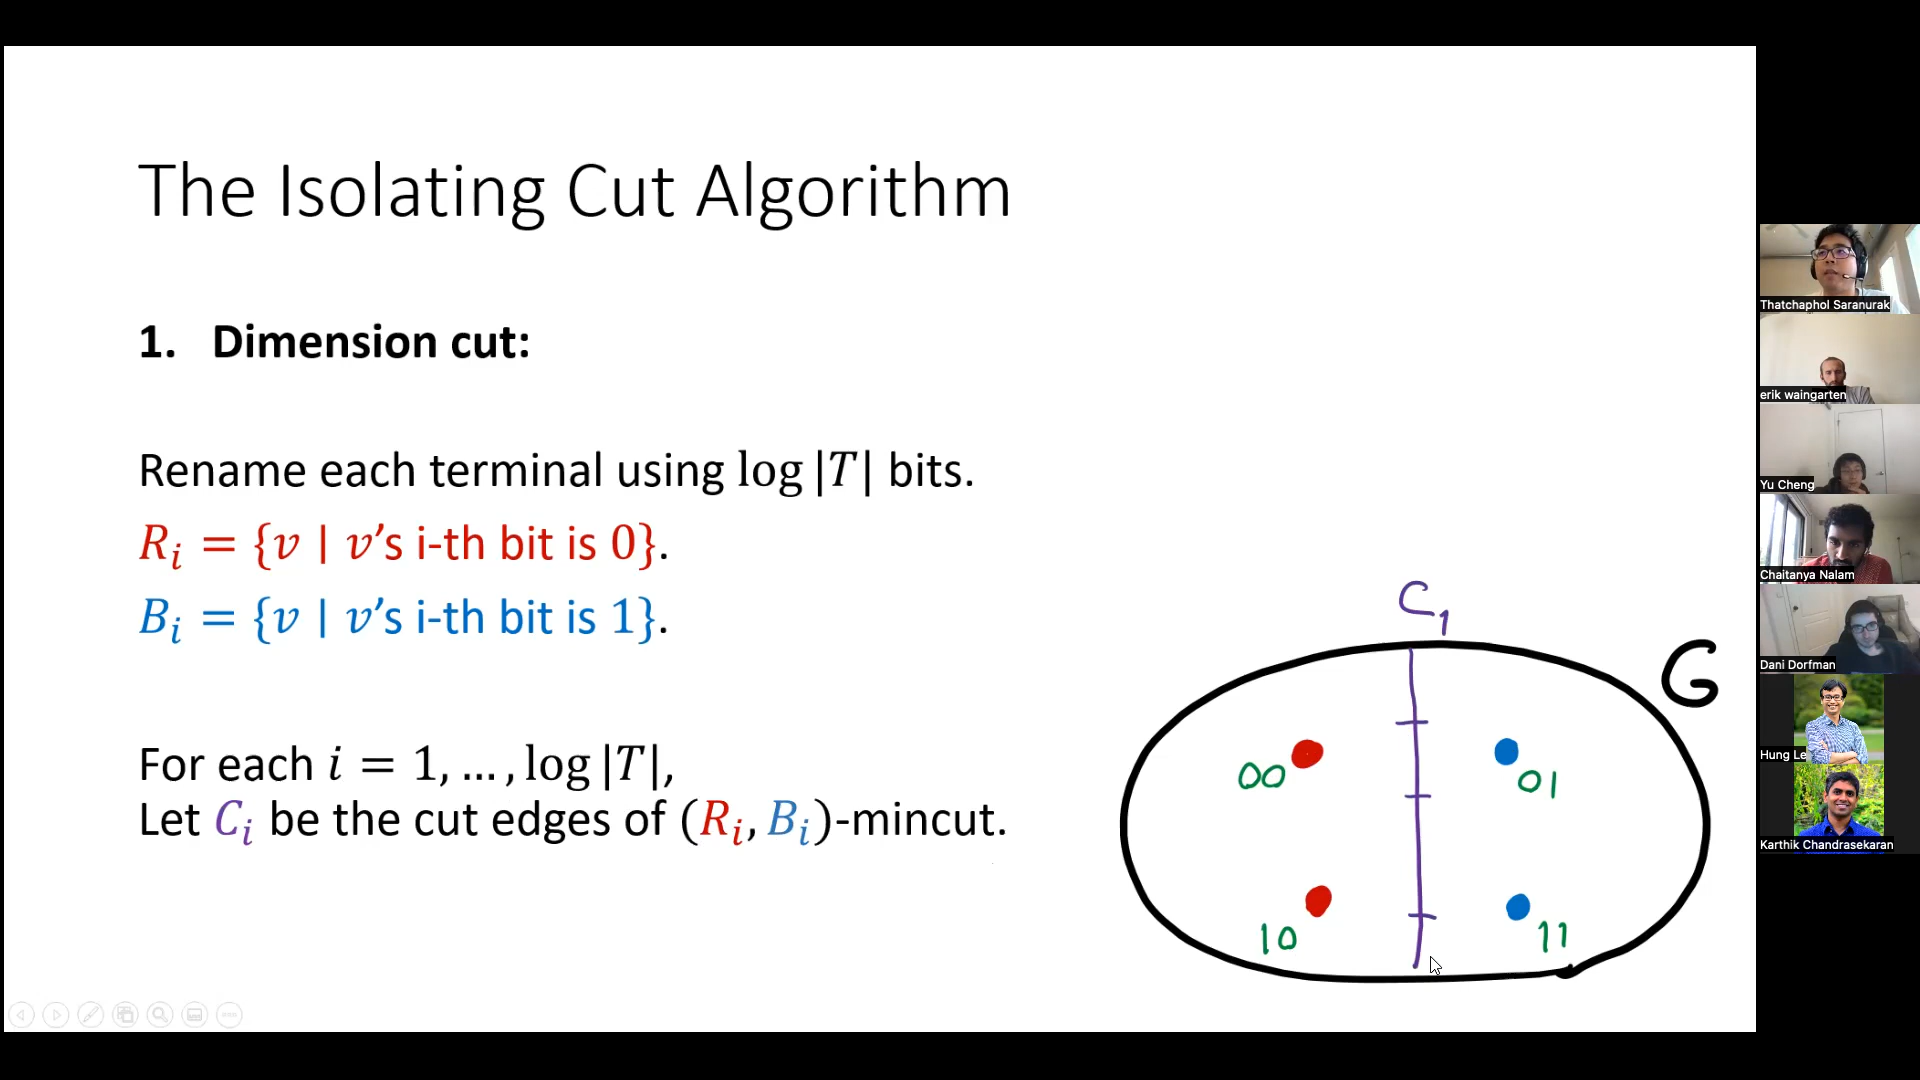 The Isolating Cut Algorithm
1. Dimension cut:
Rename each terminal using log |T| bits.
R_i = {v | v's i-th bit is 0}.
B_i = {v | v's i-th bit is 1}.
For each i = 1, … , log |T|,
Let C_i be the cut edges of (R_i, B_i)-mincut.
C_1
G
00
01
10
11
Thatchaphol Saranurak
erik waingarten
Yu Cheng
Chaitanya Nalam
Dani Dorfman
Hung Le
Karthik Chandrasekaran